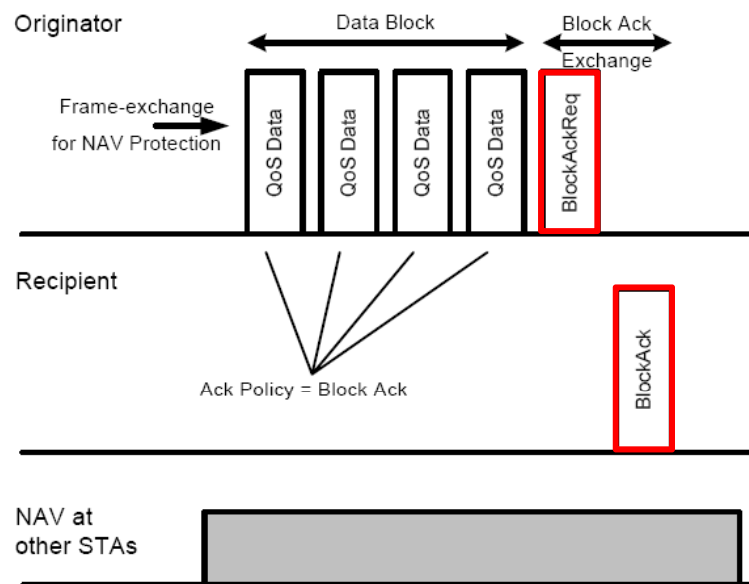 Originator
Data Block
Block Ack
Exchange
Frame-exchange
for NAV Protection
QoS Data
QoS Data
QoS Data
QoS Data
BlockAckReq
Recipient
Ack Policy = Block Ack
BlockAck
NAV at
other STAs